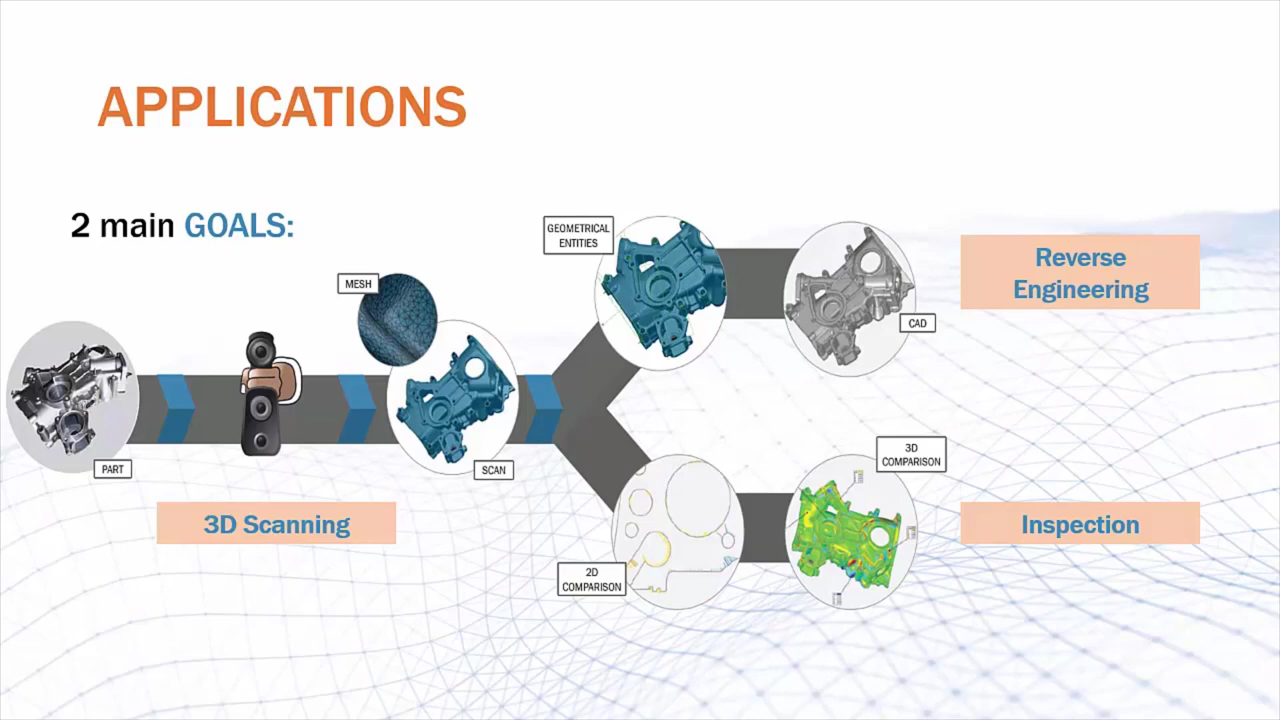 APPLICATIONS
2 main GOALS:
GEOMETRICAL
ENTITIES
Reverse
Engineering
MESH
CAD
PART
SCAN
3D
COMPARISON
3D Scanning
Inspection
2D
COMPARISON